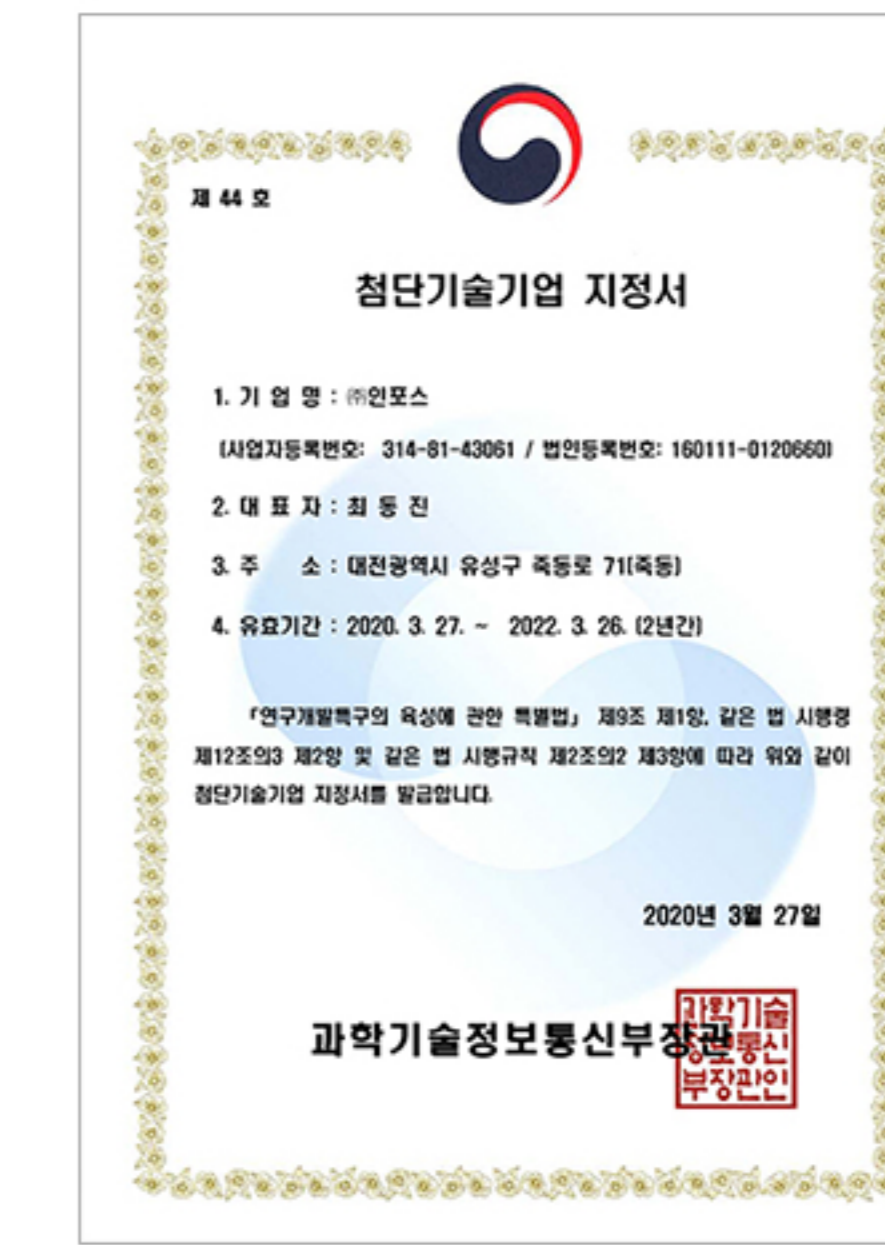 제 44 호
첨단기술기업 지정서
1. 기 업 명 : ㈜인포스
(사업자등록번호: 314-81-43061 / 법인등록번호: 160111-0120660)
2. 대 표 자 : 최 동 진
3. 주 소 : 대전광역시 유성구 죽동로 71(죽동)
4. 유효기간 : 2020. 3. 27. ~ 2022. 3. 26. (2년간)
「연구개발특구의 육성에 관한 특별법」 제9조 제1항, 같은 법 시행령
제12조의3 제2항 및 같은 법 시행규칙 제2조의2 제3항에 따라 위와 같이
첨단기술기업 지정서를 발급합니다.
2020년 3월 27일
과학기술정보통신부장관
과학기술
정보통신
부장관인